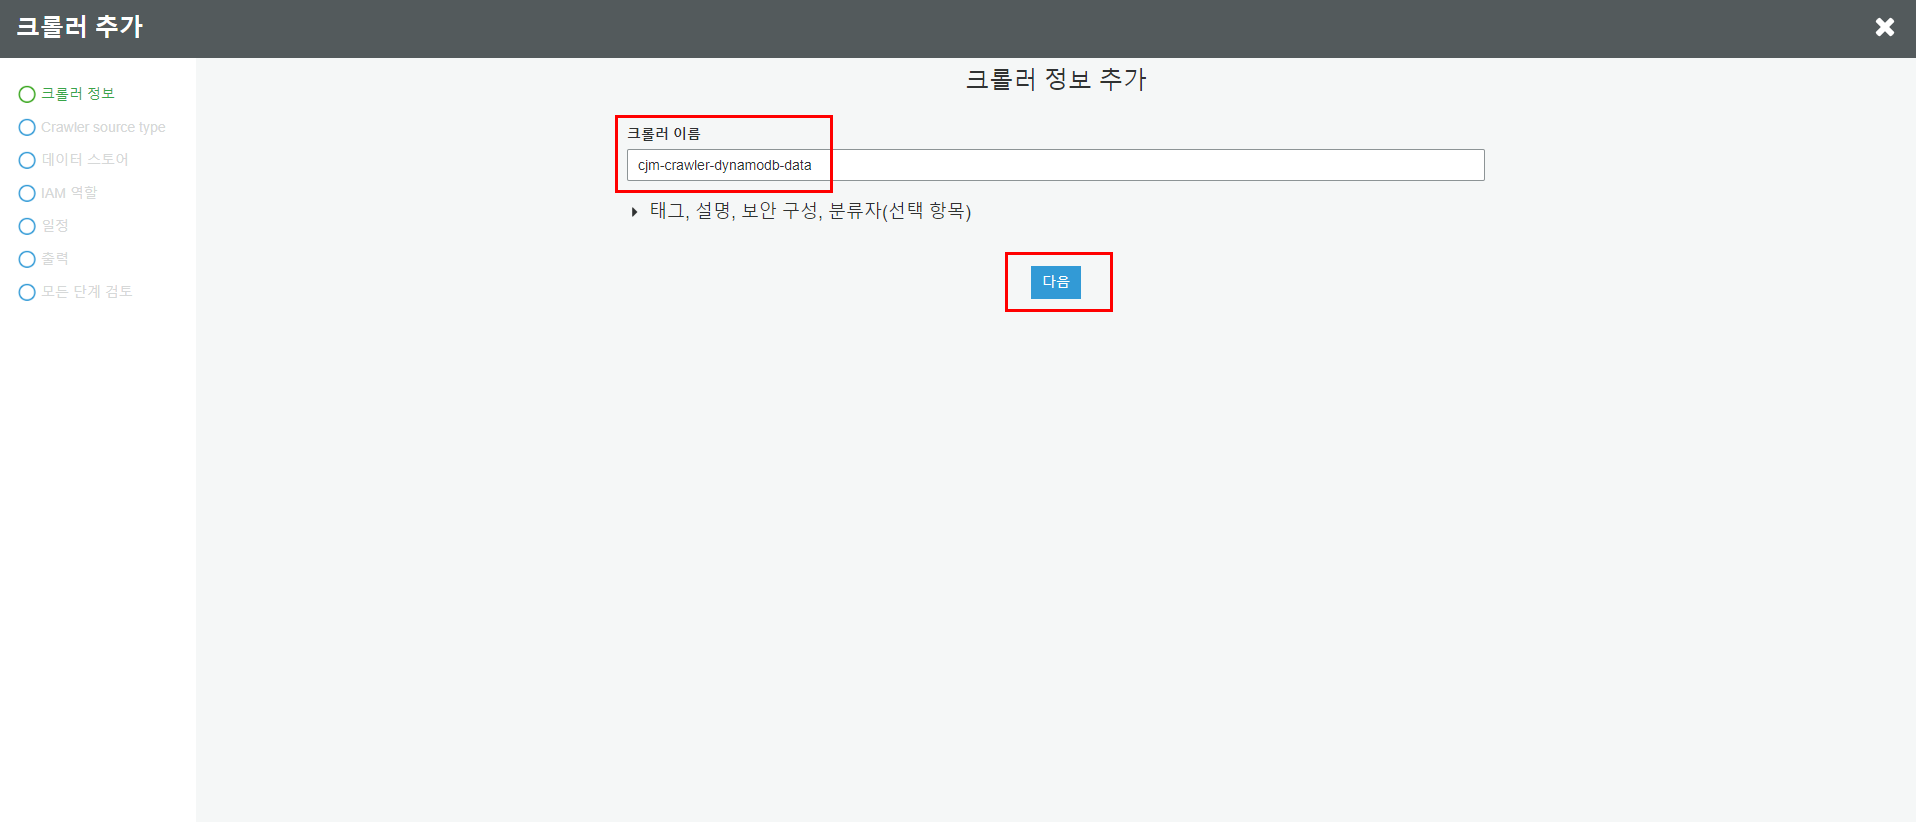 크롤러 추가
크롤러 정보
Crawler source type
데이터 스토어
IAM 역할
일정
출력
모든 단계 검토
크롤러 정보 추가
크롤러 이름
cjm-crawler-dynamodb-data
태그, 설명, 보안 구성, 분류자(선택 항목)
다음